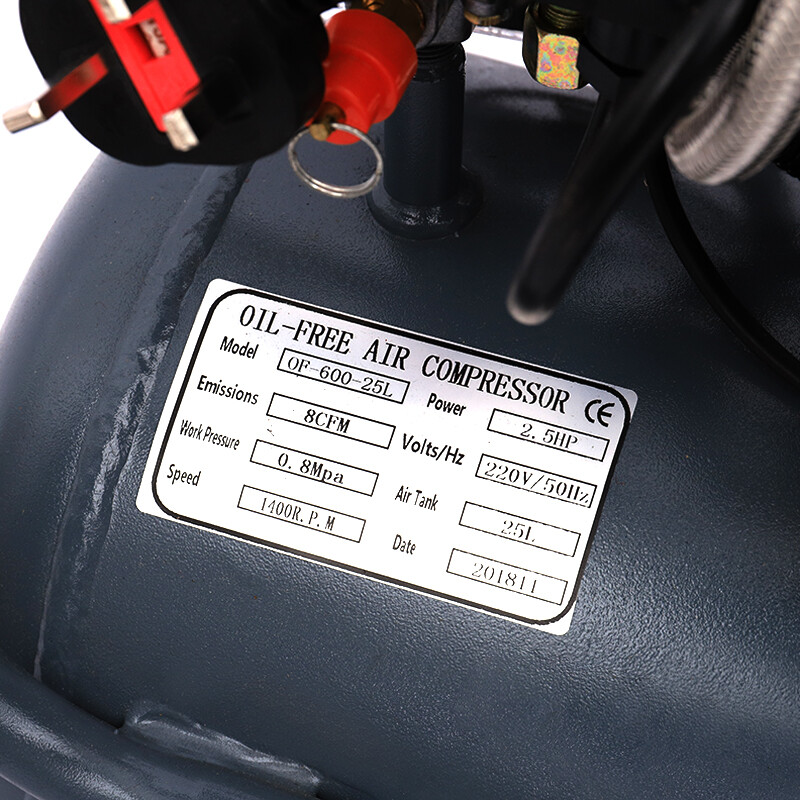 OIL-FREE AIR COMPRESSOR CE
Model OF-600-25L Power 2.5HP
Emissions 8CFM Volts/Hz 220V/50Hz
Work Pressure 0.8Mpa Air Tank 25L
Speed 1400R.P.M Date 201811